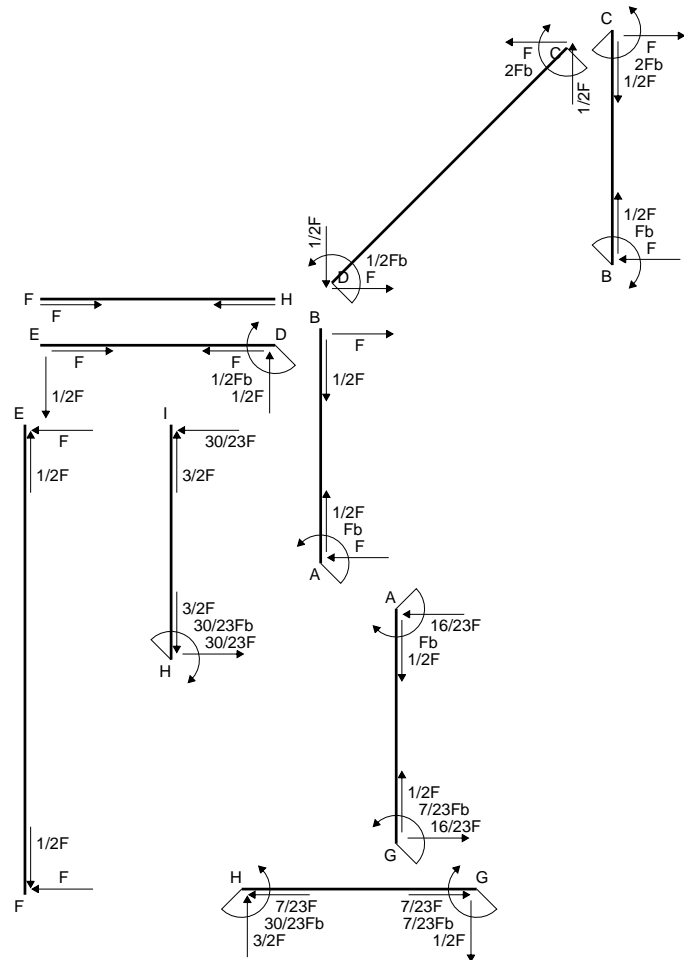 C
F
2Fb
1/2F
F
C
2Fb
1/2F
1/2F
Fb
F
B
1/2F
1/2Fb
D
F
F
H
F
E
D
F
F
1/2Fb
1/2F
1/2F
B
F
1/2F
1/2F
Fb
F
A
E
F
1/2F
1/2F
F
F
I
30/23F
3/2F
3/2F
30/23Fb
30/23F
H
A
16/23F
Fb
1/2F
1/2F
7/23Fb
16/23F
G
H
G
7/23F
30/23Fb
3/2F
7/23F
7/23Fb
1/2F